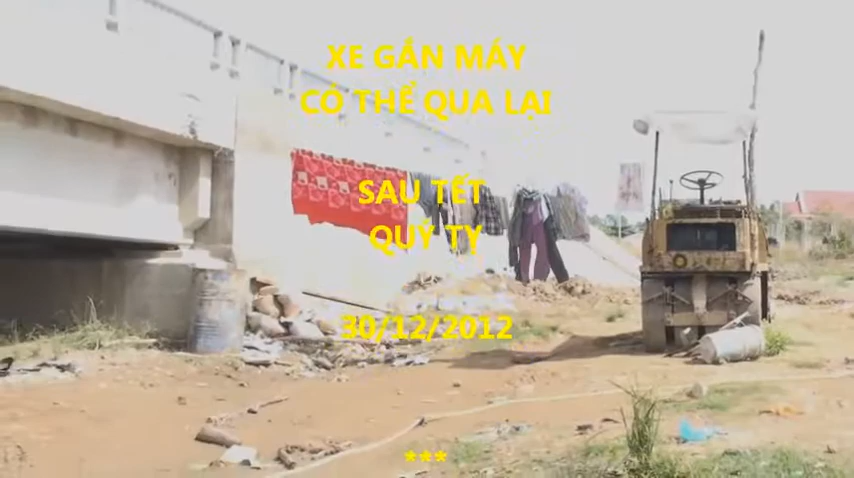 XE GẮN MÁY
CÓ THỂ QUA LẠI
SAU TẾT
QUÝ TỴ
30/12/2012
***